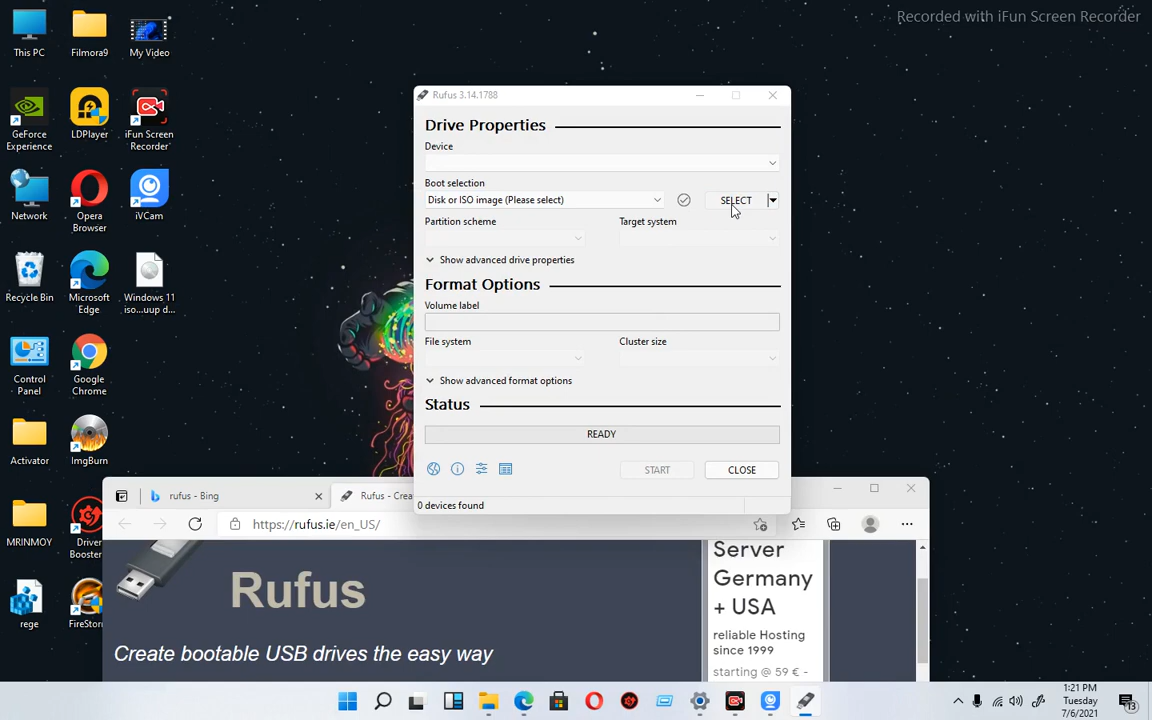 Recorded with iFun Screen Recorder
This PC
Filmora9
My Video
GeForce
Experience
LDPlayer
iFun Screen
Recorder
Network
Opera
Browser
iVCam
Recycle Bin
Microsoft
Edge
Windows 11
iso...uup d...
Control
Panel
Google
Chrome
Activator
ImgBurn
MRINMOY
Driver
Booster
rege
FireStorm
Rufus 3.14.1788
Drive Properties
Device
Boot selection
Disk or ISO image (Please select)
SELECT
Partition scheme
Target system
Show advanced drive properties
Format Options
Volume label
File system
Cluster size
Show advanced format options
Status
READY
START
CLOSE
0 devices found
rufus - Bing
Rufus - Crea
https://rufus.ie/en_US/
Rufus
Create bootable USB drives the easy way
Server
Germany
+ USA
reliable Hosting
since 1999
starting @ 59 € -
1:21 PM
Tuesday
7/6/2021
13